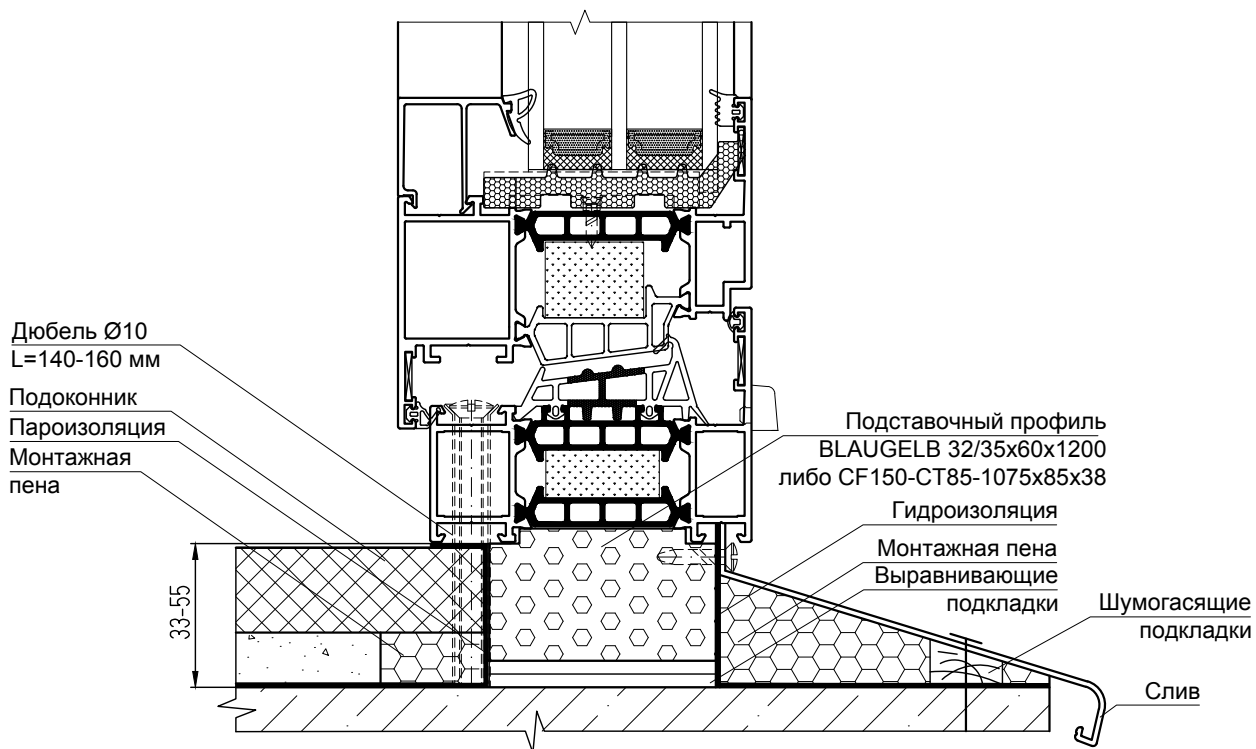 Дюбель Ø10
L=140-160 мм
Подоконник
Пароизоляция
Монтажная
пена
33-55
Подставочный профиль
BLAUGELB 32/35x60x1200
либо CF150-CT85-1075x85x38
Гидроизоляция
Монтажная пена
Выравнивающие
подкладки
Шумогасящие
подкладки
Слив